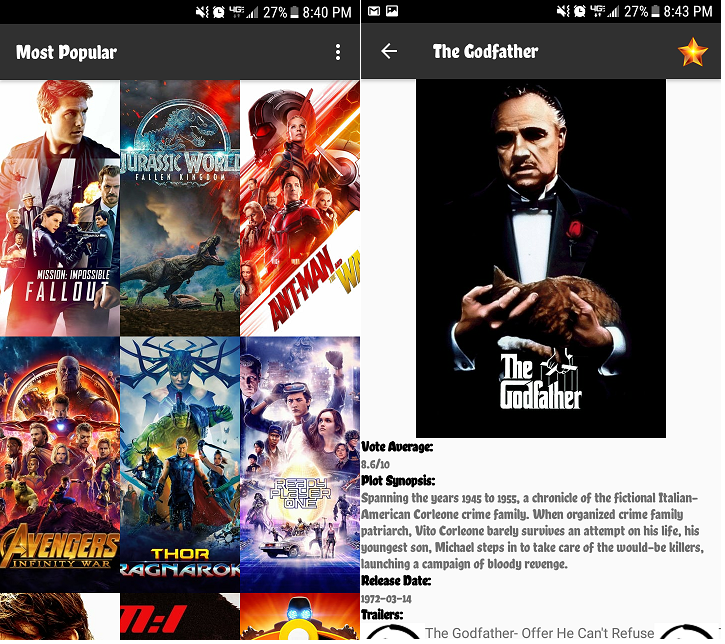 4G
27% 8:40 PM
Most Popular
JURASSIC WORLD
FALLEN KINGDOM
MISSION: IMPOSSIBLE
FALLOUT
ANT-MAN
AVENGERS
INFINITY WAR
THOR
RAGNAROK
READY
PLAYER
ONE
M:I
4G
27% 8:43 PM
The Godfather
The
Godfather
Vote Average:
8.6/10
Plot Synopsis:
Spanning the years 1945 to 1955, a chronicle of the fictional Italian-
American Corleone crime family. When organized crime family
patriarch, Vito Corleone barely survives an attempt on his life, his
youngest son, Michael steps in to take care of the would-be killers,
launching a campaign of bloody revenge.
Release Date:
1972-03-14
Trailers:
The Godfather- Offer He Can't Refuse